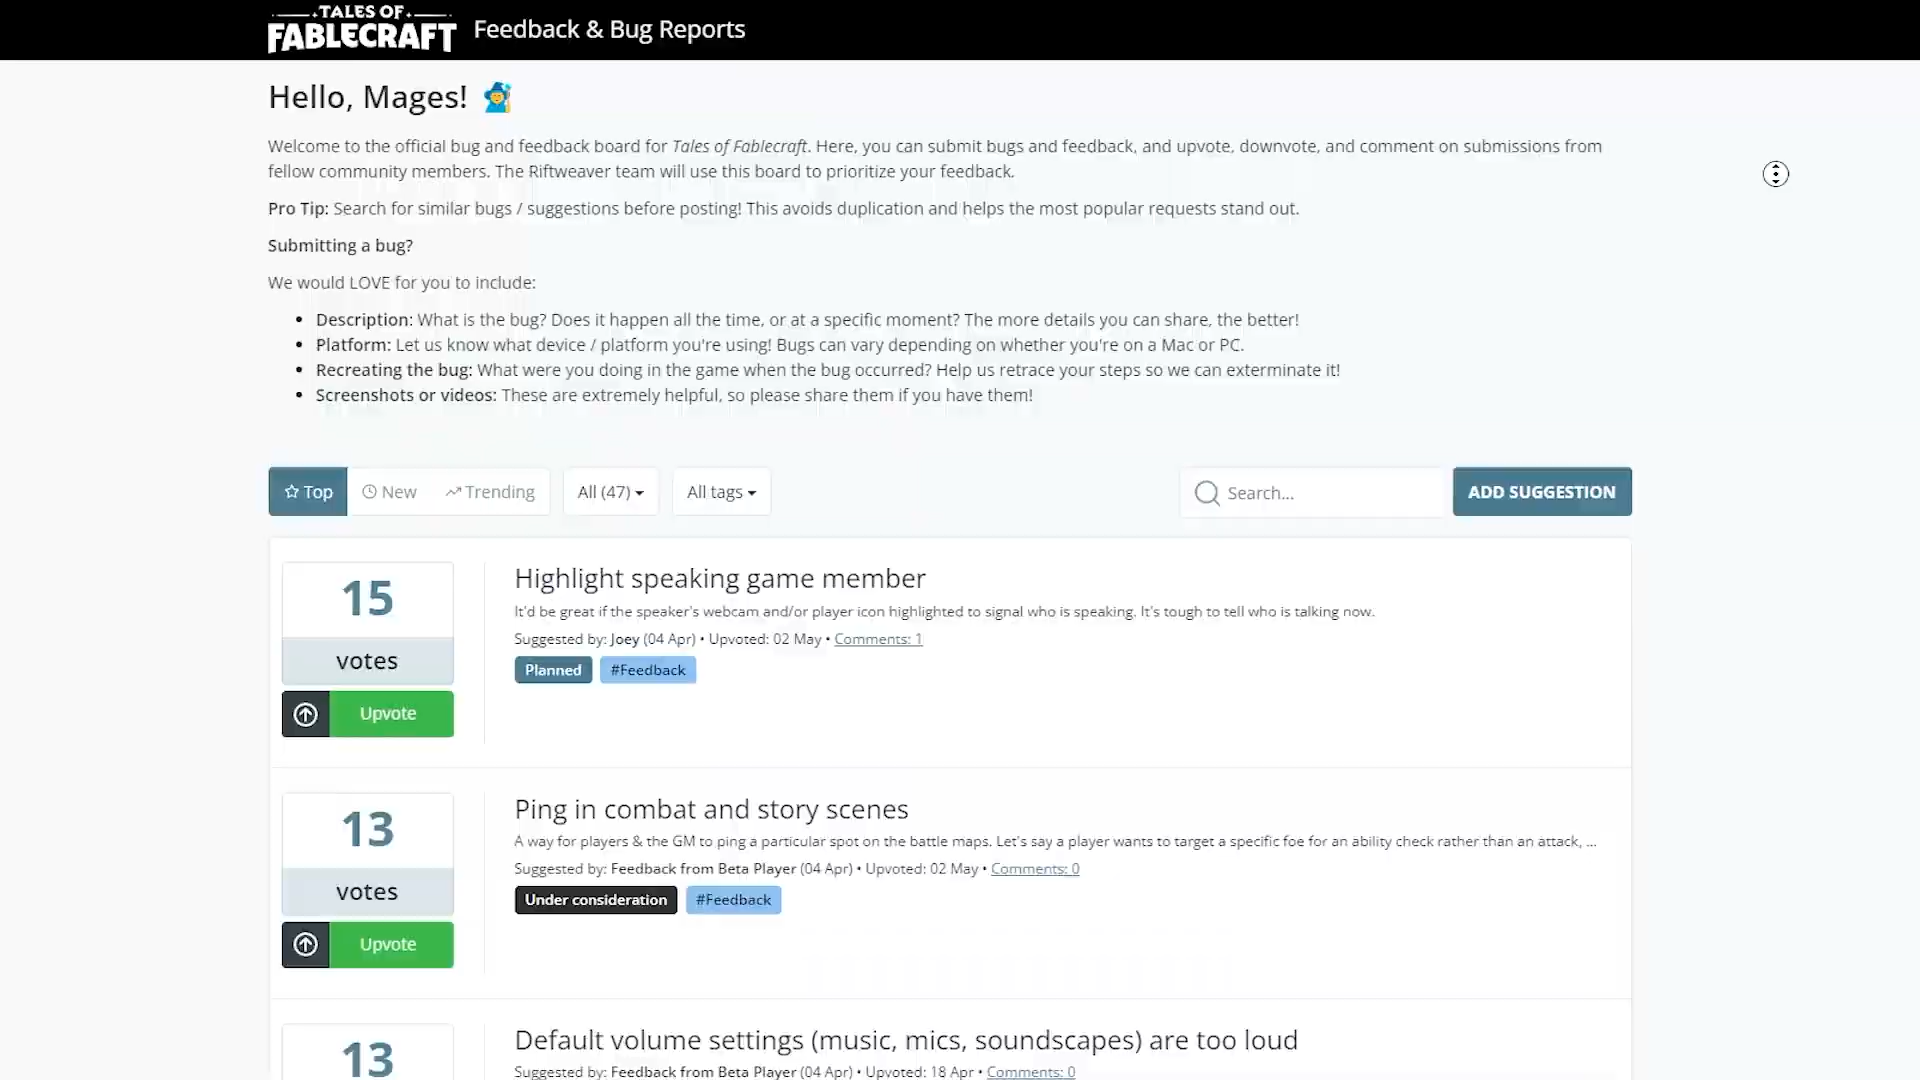 TALES OF
FABLECRAFT
Feedback & Bug Reports
Hello, Mages!
Welcome to the official bug and feedback board for Tales of Fablecraft. Here, you can submit bugs and feedback, and upvote, downvote, and comment on submissions from
fellow community members. The Riftweaver team will use this board to prioritize your feedback.
Pro Tip: Search for similar bugs / suggestions before posting! This avoids duplication and helps the most popular requests stand out.
Submitting a bug?
We would LOVE for you to include:
• Description: What is the bug? Does it happen all the time, or at a specific moment? The more details you can share, the better!
• Platform: Let us know what device / platform you're using! Bugs can vary depending on whether you're on a Mac or PC.
• Recreating the bug: What were you doing in the game when the bug occurred? Help us retrace your steps so we can exterminate it!
• Screenshots or videos: These are extremely helpful, so please share them if you have them!
Top New Trending All (47) All tags Search... ADD SUGGESTION
15
votes
Upvote
Highlight speaking game member
It'd be great if the speaker's webcam and/or player icon highlighted to signal who is speaking. It's tough to tell who is talking now.
Suggested by: Joey (04 Apr) • Upvoted: 02 May • Comments: 1
Planned #Feedback
13
votes
Upvote
Ping in combat and story scenes
A way for players & the GM to ping a particular spot on the battle maps. Let's say a player wants to target a specific foe for an ability check rather than an attack, ...
Suggested by: Feedback from Beta Player (04 Apr) • Upvoted: 02 May • Comments: 0
Under consideration #Feedback
13
Default volume settings (music, mics, soundscapes) are too loud
Suggested by: Feedback from Beta Player (04 Apr) • Upvoted: 18 Apr • Comments: 0